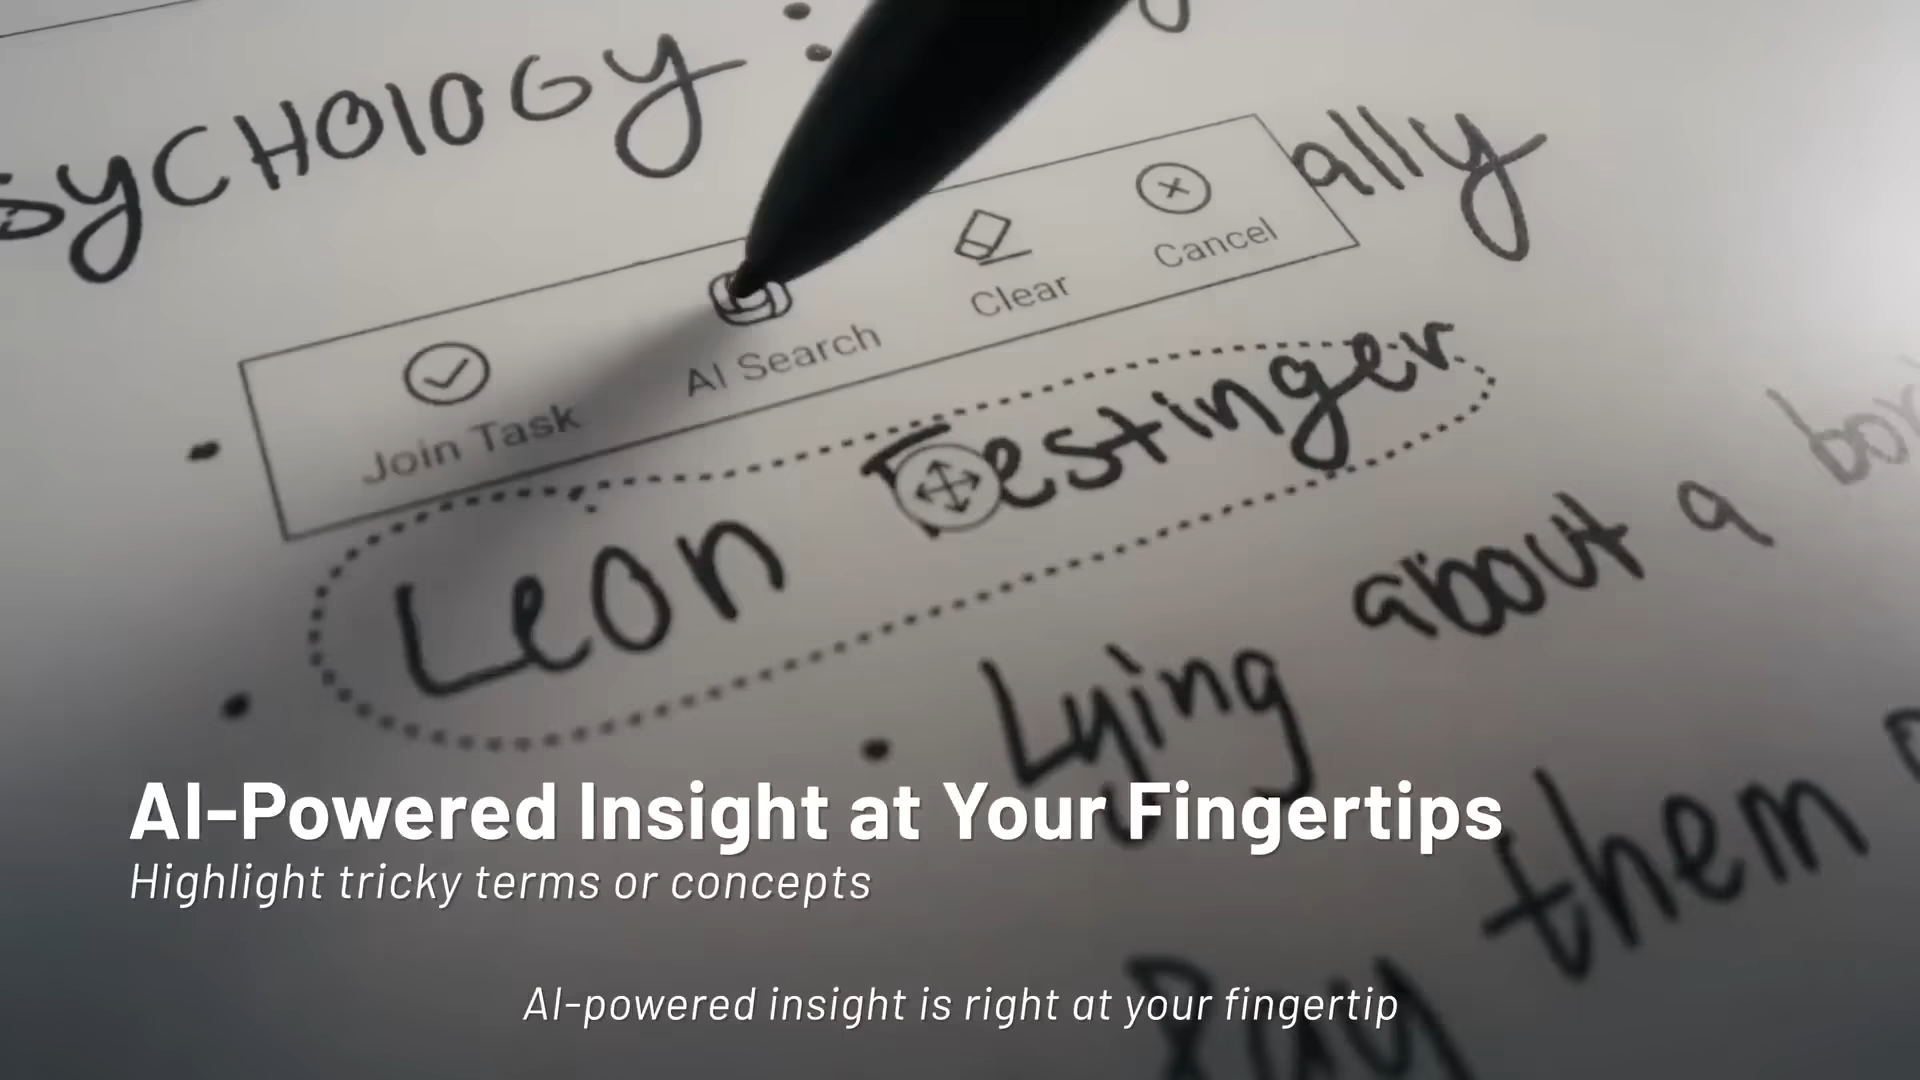 SYCHOLOGY :
ally
Join Task
AI Search
Clear
Cancel
Leon Festinger
Lying about a
them
AI-Powered Insight at Your Fingertips
Highlight tricky terms or concepts
AI-powered insight is right at your fingertip